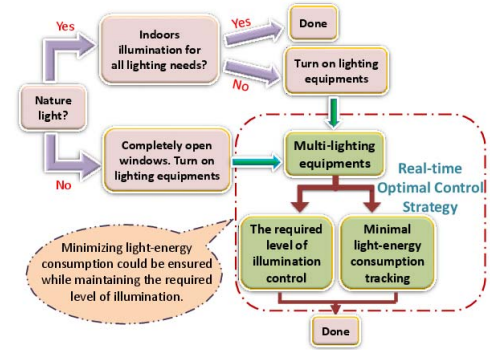 Yes
Indoors
illumination for
all lighting needs?
Yes
Done
No
Turn on lighting
equipments
Nature
light?
No
Completely open
windows. Turn on
lighting equipments
Multi-lighting
equipments
Real-time
Optimal Control
Strategy
The required
level of
illumination
control
Minimal
light-energy
consumption
tracking
Minimizing light-energy
consumption could be ensured
while maintaining the required
level of illumination.
Done